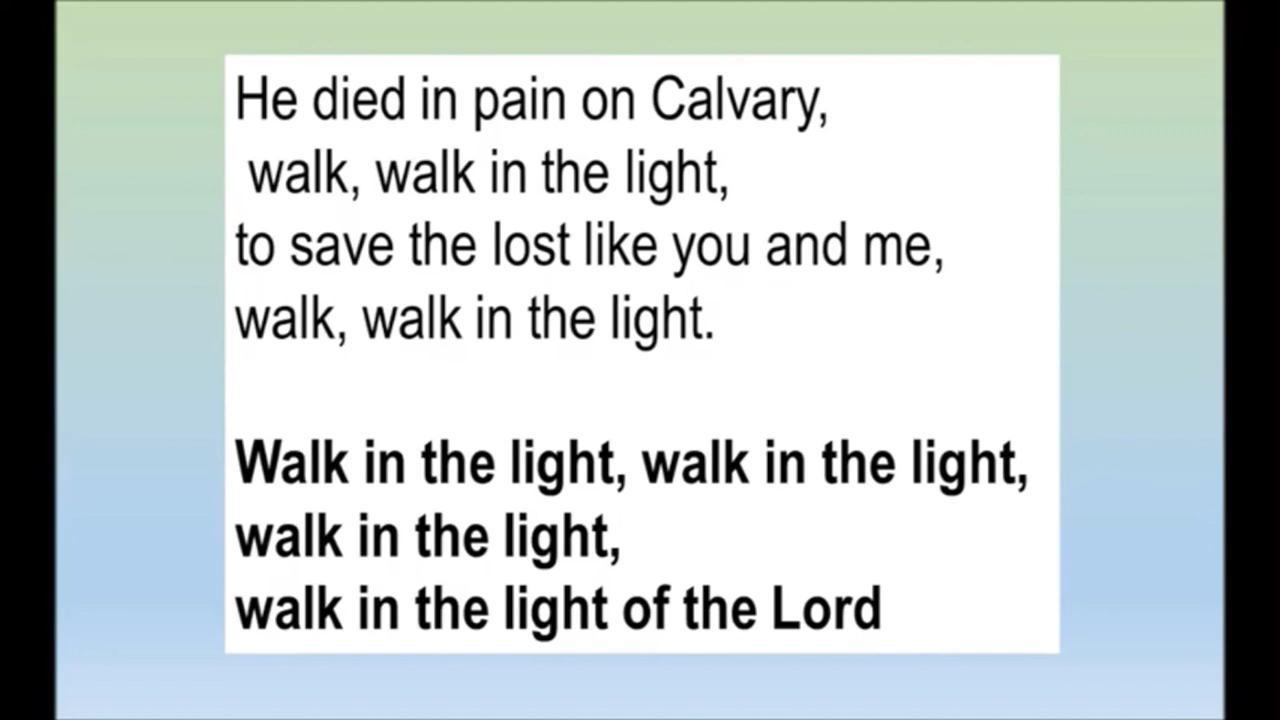 He died in pain on Calvary,
walk, walk in the light,
to save the lost like you and me,
walk, walk in the light.
Walk in the light, walk in the light,
walk in the light,
walk in the light of the Lord